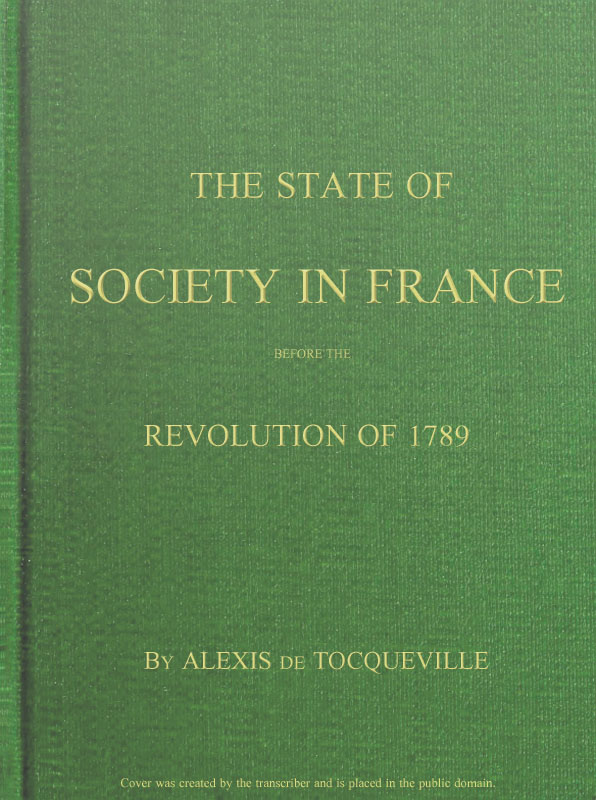 THE STATE OF
SOCIETY IN FRANCE
BEFORE THE
REVOLUTION OF 1789
BY ALEXIS DE TOCQUEVILLE
Cover was created by the transcriber and is placed in the public domain.